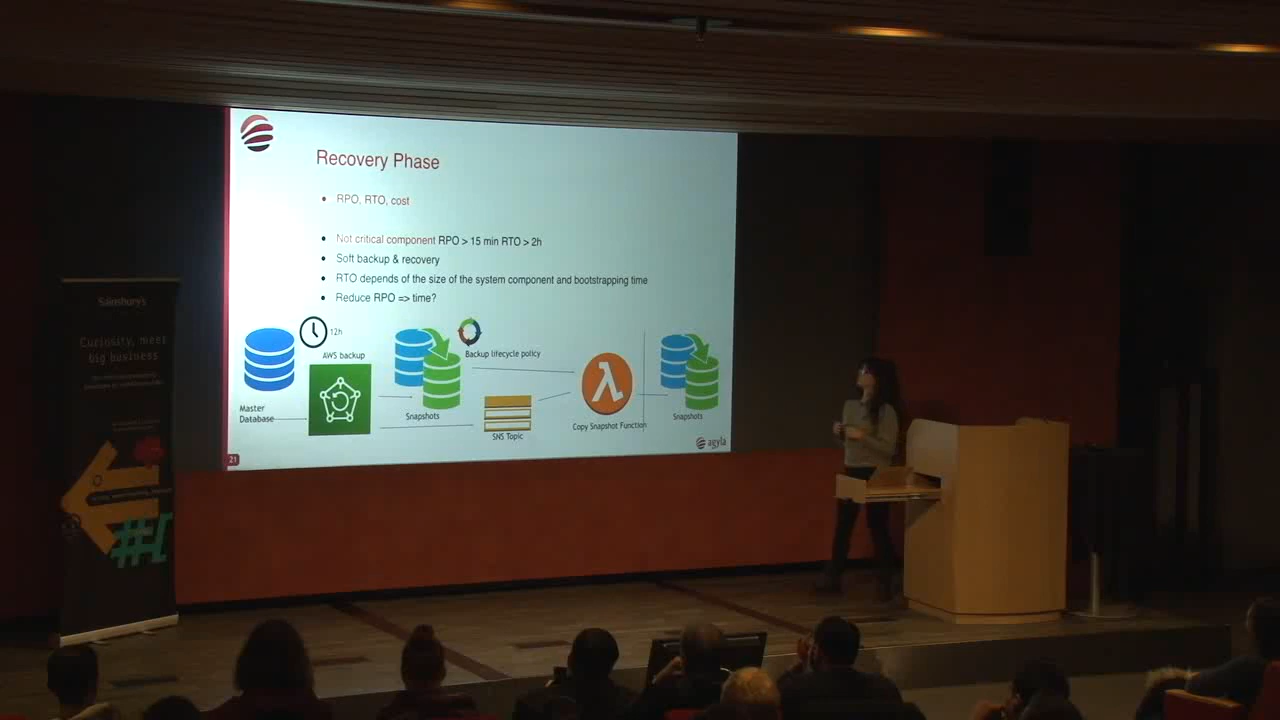 Recovery Phase
• RPO, RTO, cost
• Not critical component RPO > 15 min RTO > 2h
• Soft backup & recovery
• RTO depends of the size of the system component and bootstrapping time
• Reduce RPO => time?
12h
AWS backup
Backup lifecycle policy
Master
Database
Snapshots
SNS Topic
Copy Snapshot Function
Snapshots
agyla
21
Sainsbury's
Curiosity, meet
big business